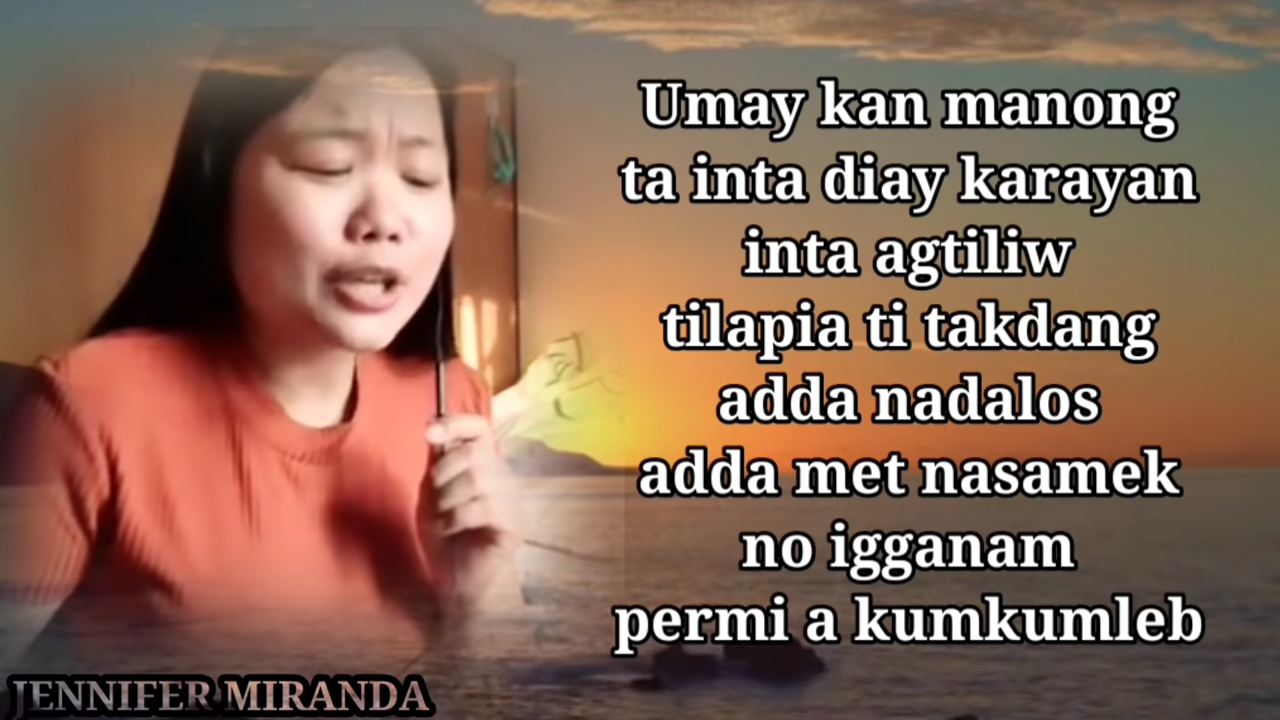 Umay kan manong
ta inta diay karayan
inta agtiliw
tilapia ti takdang
adda nadalos
adda met nasamek
no igganam
permi a kumkumleb
JENNIFER MIRANDA